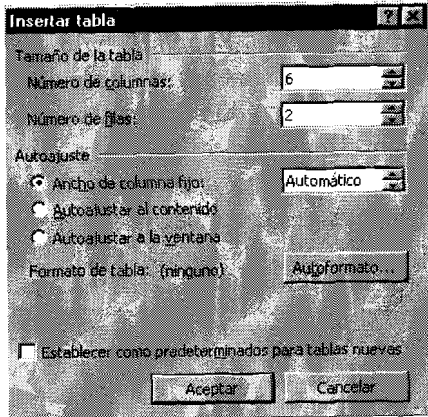 Insertar tabla
Tamaño de la tabla
Número de columnas: 6
Número de filas: 2
Autoajuste
Ancho de columna fijo: Automático
Autoajustar al contenido
Autoajustar a la ventana
Formato de tabla: (ninguno) Autoformato...
Establecer como predeterminados para tablas nuevas
Aceptar Cancelar